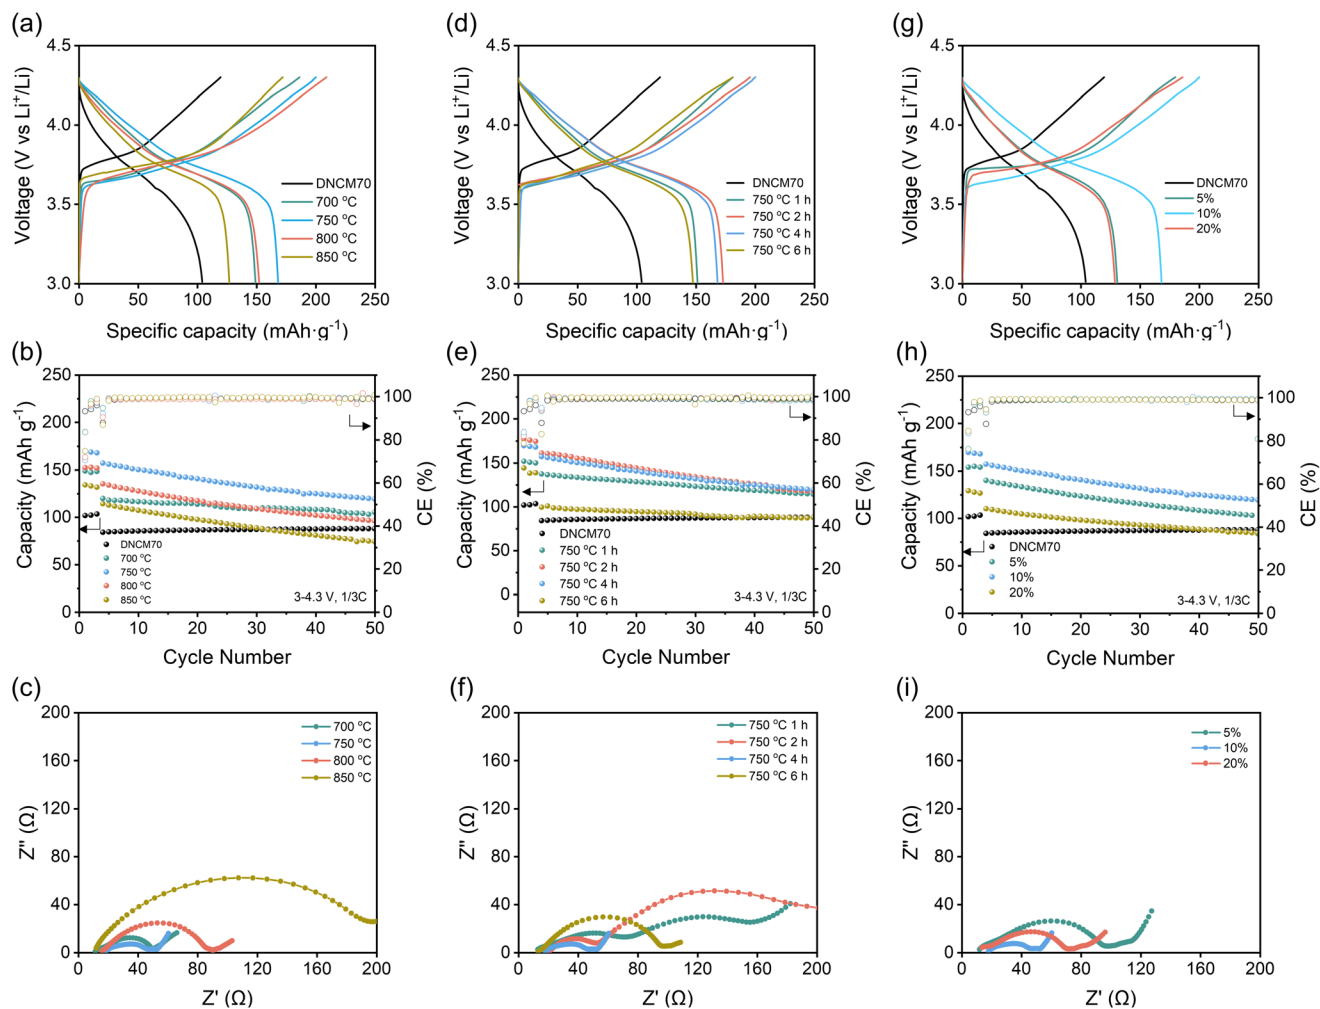 (a)
4.5
4.0
3.5
3.0
Voltage (V vs Li⁺/Li)
DNCM70
700 °C
750 °C
800 °C
850 °C
0 50 100 150 200 250
Specific capacity (mAh·g⁻¹)
(d)
4.5
4.0
3.5
3.0
Voltage (V vs Li⁺/Li)
DNCM70
750 °C 1 h
750 °C 2 h
750 °C 4 h
750 °C 6 h
0 50 100 150 200 250
Specific capacity (mAh·g⁻¹)
(g)
4.5
4.0
3.5
3.0
Voltage (V vs Li⁺/Li)
DNCM70
5%
10%
20%
0 50 100 150 200 250
Specific capacity (mAh·g⁻¹)
(b)
250
225
200
175
150
125
100
75
50
25
0
Capacity (mAh g⁻¹)
100
80
60
40
20
0
CE (%)
DNCM70
700 °C
750 °C
800 °C
850 °C
3-4.3 V, 1/3C
0 10 20 30 40 50
Cycle Number
(e)
250
200
150
100
50
0
Capacity (mAh g⁻¹)
100
80
60
40
20
0
CE (%)
DNCM70
750 °C 1 h
750 °C 2 h
750 °C 4 h
750 °C 6 h
3-4.3 V, 1/3C
0 10 20 30 40 50
Cycle Number
(h)
250
225
200
175
150
125
100
75
50
25
0
Capacity (mAh g⁻¹)
100
80
60
40
20
0
CE (%)
DNCM70
5%
10%
20%
3-4.3 V, 1/3C
0 10 20 30 40 50
Cycle Number
(c)
200
160
120
80
40
0
Z'' (Ω)
700 °C
750 °C
800 °C
850 °C
0 40 80 120 160 200
Z' (Ω)
(f)
200
160
120
80
40
0
Z'' (Ω)
750 °C 1 h
750 °C 2 h
750 °C 4 h
750 °C 6 h
0 40 80 120 160 200
Z' (Ω)
(i)
200
160
120
80
40
0
Z'' (Ω)
5%
10%
20%
0 40 80 120 160 200
Z' (Ω)